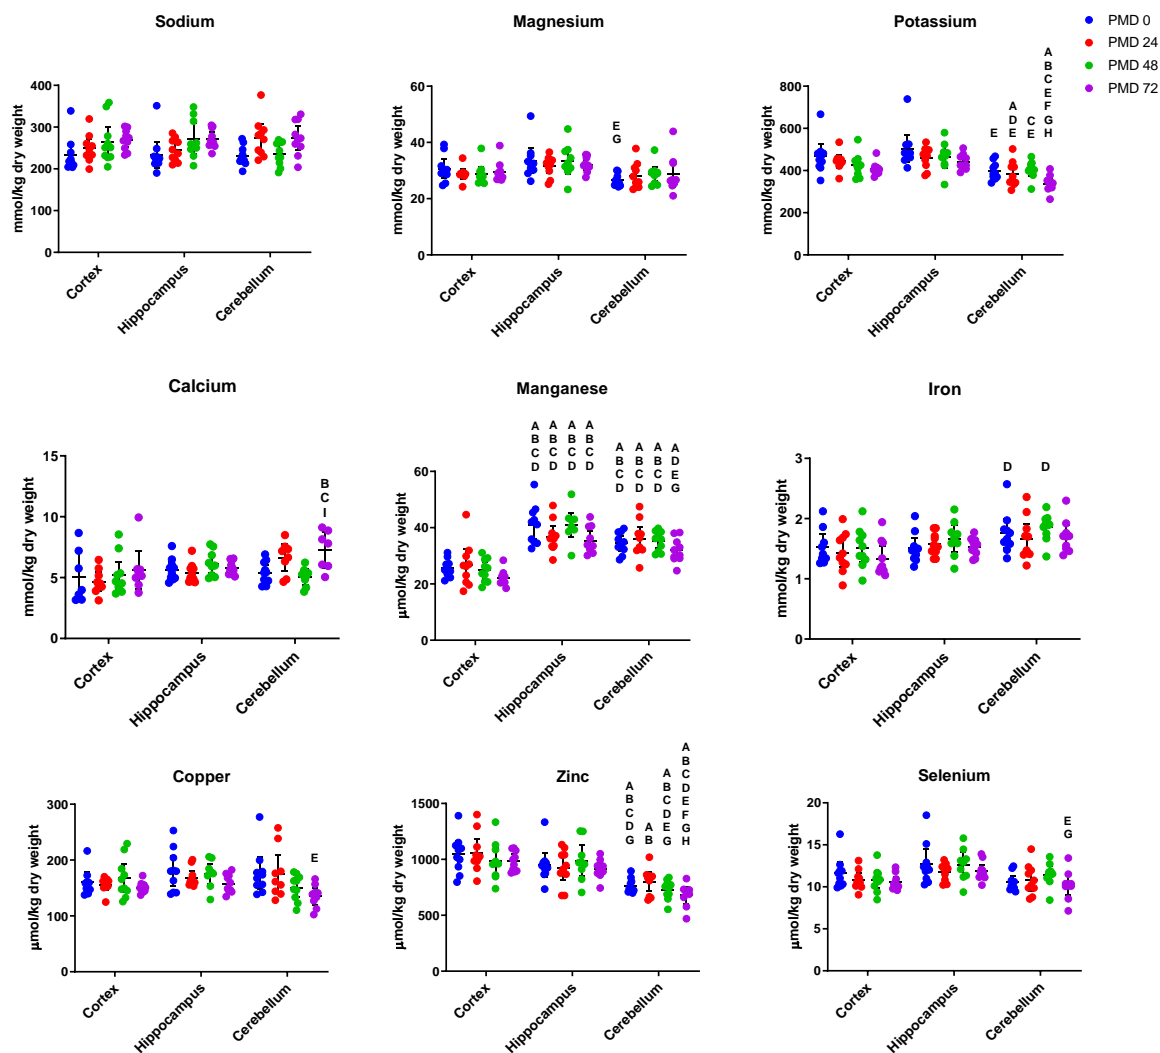 Sodium
Magnesium
Potassium
PMD 0
PMD 24
PMD 48
PMD 72
mmol/kg dry weight
400
300
200
100
0
Cortex
Hippocampus
Cerebellum
mmol/kg dry weight
60
40
20
0
E
G
Cortex
Hippocampus
Cerebellum
mmol/kg dry weight
800
600
400
200
0
E
A
D
E
C
E
A
B
C
E
F
G
H
Cortex
Hippocampus
Cerebellum
Calcium
Manganese
Iron
mmol/kg dry weight
15
10
5
0
B
C
I
Cortex
Hippocampus
Cerebellum
µmol/kg dry weight
60
40
20
0
A
B
C
D
A
B
C
D
A
B
C
D
A
B
C
D
A
B
C
D
A
B
C
D
A
B
C
D
A
D
E
G
Cortex
Hippocampus
Cerebellum
mmol/kg dry weight
3
2
1
0
D
D
Cortex
Hippocampus
Cerebellum
Copper
Zinc
Selenium
µmol/kg dry weight
300
200
100
0
E
Cortex
Hippocampus
Cerebellum
µmol/kg dry weight
1500
1000
500
0
A
B
C
D
G
A
B
A
B
C
D
E
G
A
B
C
D
E
F
G
H
Cortex
Hippocampus
Cerebellum
µmol/kg dry weight
20
15
10
5
0
E
G
Cortex
Hippocampus
Cerebellum